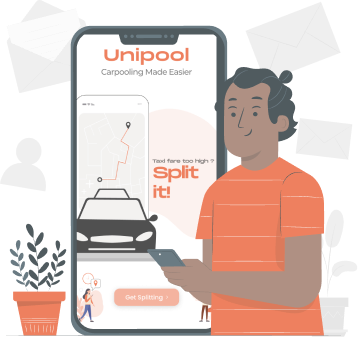 Unipool
Carpooling Made Easier
Taxi fare too high ?
Split
it!
Get Splitting >